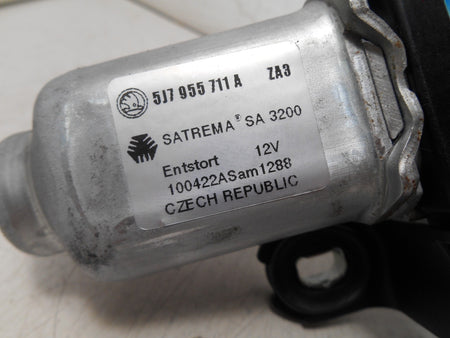 5J7 955 711 A ZA3
SATREMA® SA 3200
Entstort 12V
100422ASam1288
CZECH REPUBLIC